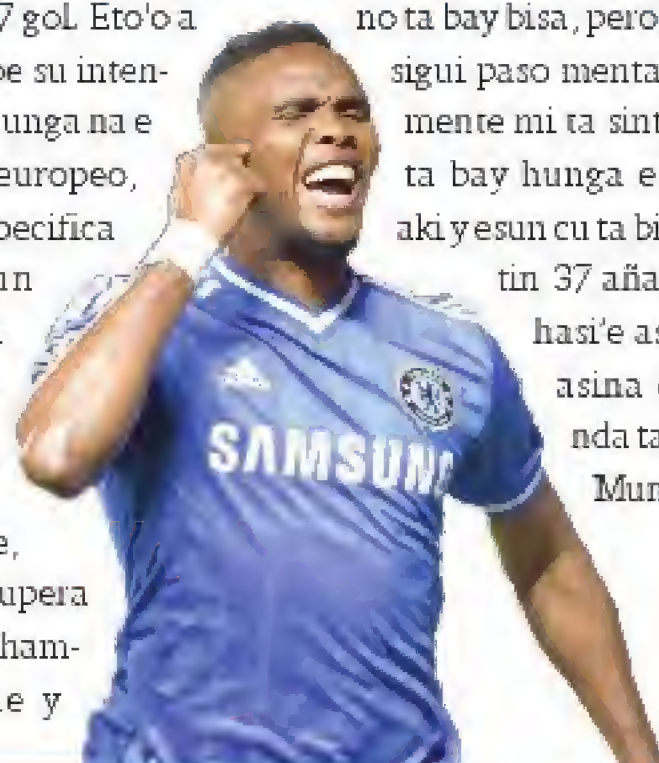 7 gol. Eto'o a
pe su inten-
unga na e
europeo,
pecifica
un
e,
upera
ham-
e y
no ta bay bisa, pero
sigui paso menta
mente mi ta sint
ta bay hunga e
aki y esun cu ta bi
tin 37 aña
hasi'e as
asina
nda ta
Mun
SAMSUNG